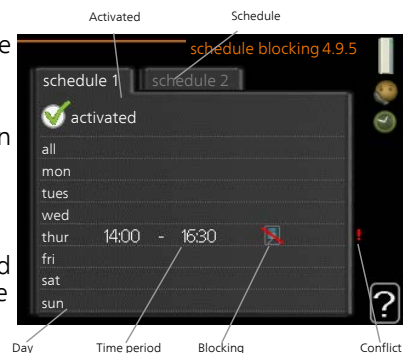 Activated Schedule
e
schedule blocking 4.9.5
schedule 1 schedule 2
activated
n
all
mon
tues
wed
thur 14:00 - 16:30 !
d
fri
e
sat
sun
?
Day Time period Blocking Conflict